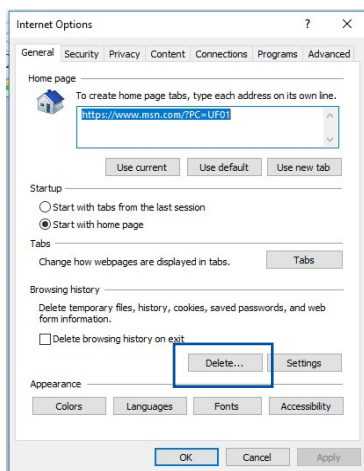 Internet Options ? X
General Security Privacy Content Connections Programs Advanced
Home page
To create home page tabs, type each address on its own line.
https://www.msn.com/?PC=UF01
Use current Use default Use new tab
Startup
Start with tabs from the last session
Start with home page
Tabs
Change how webpages are displayed in tabs. Tabs
Browsing history
Delete temporary files, history, cookies, saved passwords, and web
form information.
Delete browsing history on exit
Delete... Settings
Appearance
Colors Languages Fonts Accessibility
OK Cancel Apply